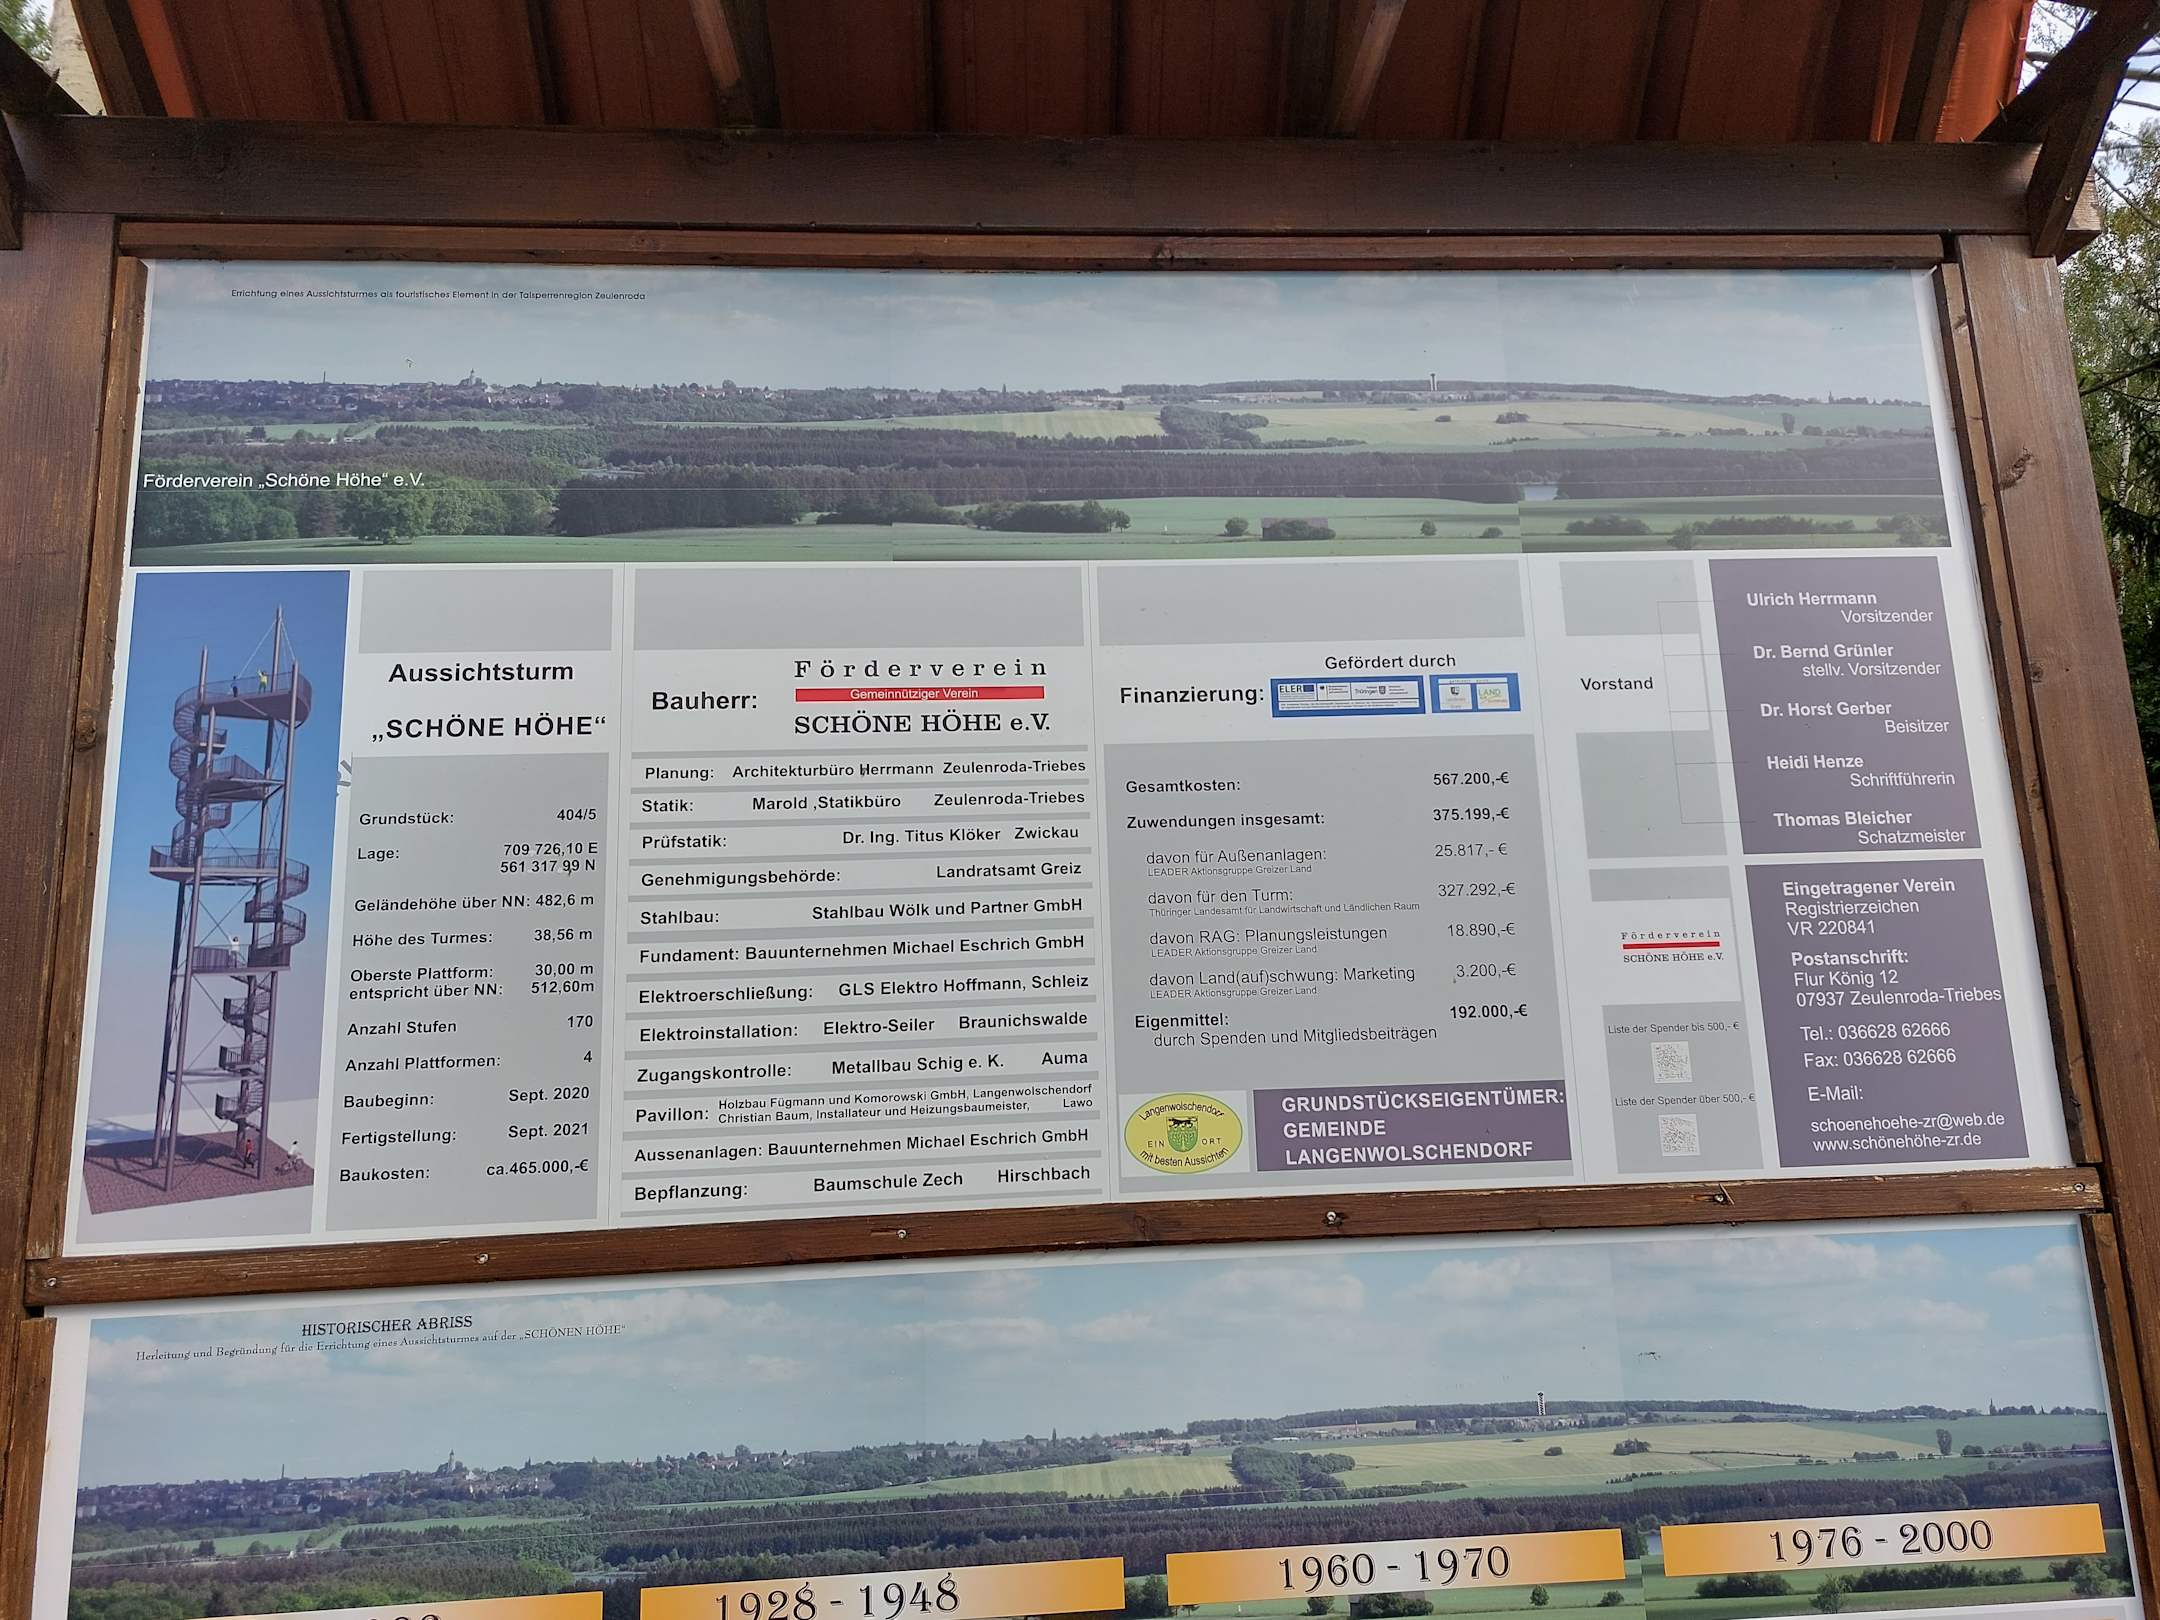 Errichtung eines Aussichtsturmes als touristisches Element in der Talsperrenregion Zeulenroda
Förderverein „Schöne Höhe“ e.V.
Aussichtsturm
„SCHÖNE HÖHE“
Grundstück: 404/5
Lage: 709 726,10 E
561 317 99 N
Geländehöhe über NN: 482,6 m
Höhe des Turmes: 38,56 m
Oberste Plattform: 30,00 m
entspricht über NN: 512,60m
Anzahl Stufen 170
Anzahl Plattformen: 4
Baubeginn: Sept. 2020
Fertigstellung: Sept. 2021
Baukosten: ca.465.000,-€
Bauherr:
Förderverein
Gemeinnütziger Verein
SCHÖNE HÖHE e.V.
Planung: Architekturbüro Herrmann Zeulenroda-Triebes
Statik: Marold ,Statikbüro Zeulenroda-Triebes
Prüfstatik: Dr. Ing. Titus Klöker Zwickau
Genehmigungsbehörde: Landratsamt Greiz
Stahlbau: Stahlbau Wölk und Partner GmbH
Fundament: Bauunternehmen Michael Eschrich GmbH
Elektroerschließung: GLS Elektro Hoffmann, Schleiz
Elektroinstallation: Elektro-Seiler Braunichswalde
Zugangskontrolle: Metallbau Schig e. K. Auma
Pavillon: Holzbau Fügmann und Komorowski GmbH, Langenwolschendorf
Christian Baum, Installateur und Heizungsbaumeister, Lawo
Aussenanlagen: Bauunternehmen Michael Eschrich GmbH
Bepflanzung: Baumschule Zech Hirschbach
Gefördert durch
Finanzierung:
ELER
Thüringen
LAND
Gesamtkosten: 567.200,-€
Zuwendungen insgesamt: 375.199,-€
davon für Außenanlagen: 25.817,- €
LEADER Aktionsgruppe Greizer Land
davon für den Turm: 327.292,-€
Thüringer Landesamt für Landwirtschaft und Ländlichen Raum
davon RAG: Planungsleistungen 18.890,-€
LEADER Aktionsgruppe Greizer Land
davon Land(auf)schwung: Marketing 3.200,-€
LEADER Aktionsgruppe Greizer Land
Eigenmittel: 192.000,-€
durch Spenden und Mitgliedsbeiträgen
Langenwolschendorf
EIN ORT
mit besten Aussichten
GRUNDSTÜCKSEIGENTÜMER:
GEMEINDE
LANGENWOLSCHENDORF
Vorstand
Ulrich Herrmann
Vorsitzender
Dr. Bernd Grünler
stellv. Vorsitzender
Dr. Horst Gerber
Beisitzer
Heidi Henze
Schriftführerin
Thomas Bleicher
Schatzmeister
Förderverein
SCHÖNE HÖHE e.V.
Liste der Spender bis 500,- €
Liste der Spender über 500,- €
Eingetragener Verein
Registrierzeichen
VR 220841
Postanschrift:
Flur König 12
07937 Zeulenroda-Triebes
Tel.: 036628 62666
Fax: 036628 62666
E-Mail:
schoenehoehe-zr@web.de
www.schönehöhe-zr.de
HISTORISCHER ABRISS
Herleitung und Begründung für die Errichtung eines Aussichtsturmes auf der „SCHÖNEN HÖHE“
1928 - 1948
1960 - 1970
1976 - 2000